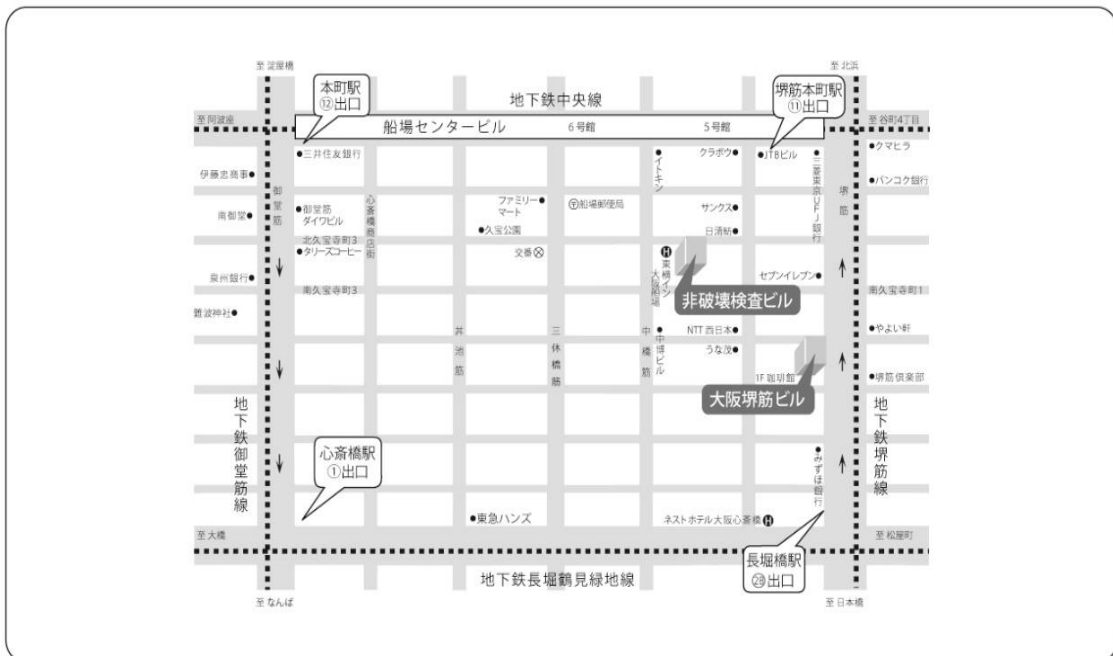 至 淀屋橋
至 北浜
本町駅
⑫出口
地下鉄中央線
堺筋本町駅
⑪出口
至 阿波座
船場センタービル
6号館
5号館
至 谷町4丁目
三井住友銀行
イトキン
クラボウ
JTBビル
三菱東京UFJ銀行
クマヒラ
伊藤忠商事
バンコク銀行
御堂筋
心斎橋商店街
堺筋
南御堂
御堂筋
ダイワビル
ファミリー
マート
〒船場郵便局
サンクス
久宝公園
日清紡
北久宝寺町3
タリーズコーヒー
交番
H
東横イン
大阪船場
泉州銀行
セブンイレブン
南久宝寺町3
非破壊検査ビル
南久宝寺町1
難波神社
丼池筋
三休橋筋
中橋筋
中博ビル
NTT 西日本
やよい軒
うな茂
1F 珈琲館
堺筋倶楽部
大阪堺筋ビル
地下鉄御堂筋線
地下鉄堺筋線
心斎橋駅
①出口
みずほ銀行
東急ハンズ
ネストホテル大阪心斎橋 H
至 大橋
至 松屋町
長堀橋駅
⑳出口
地下鉄長堀鶴見緑地線
至 なんば
至 日本橋